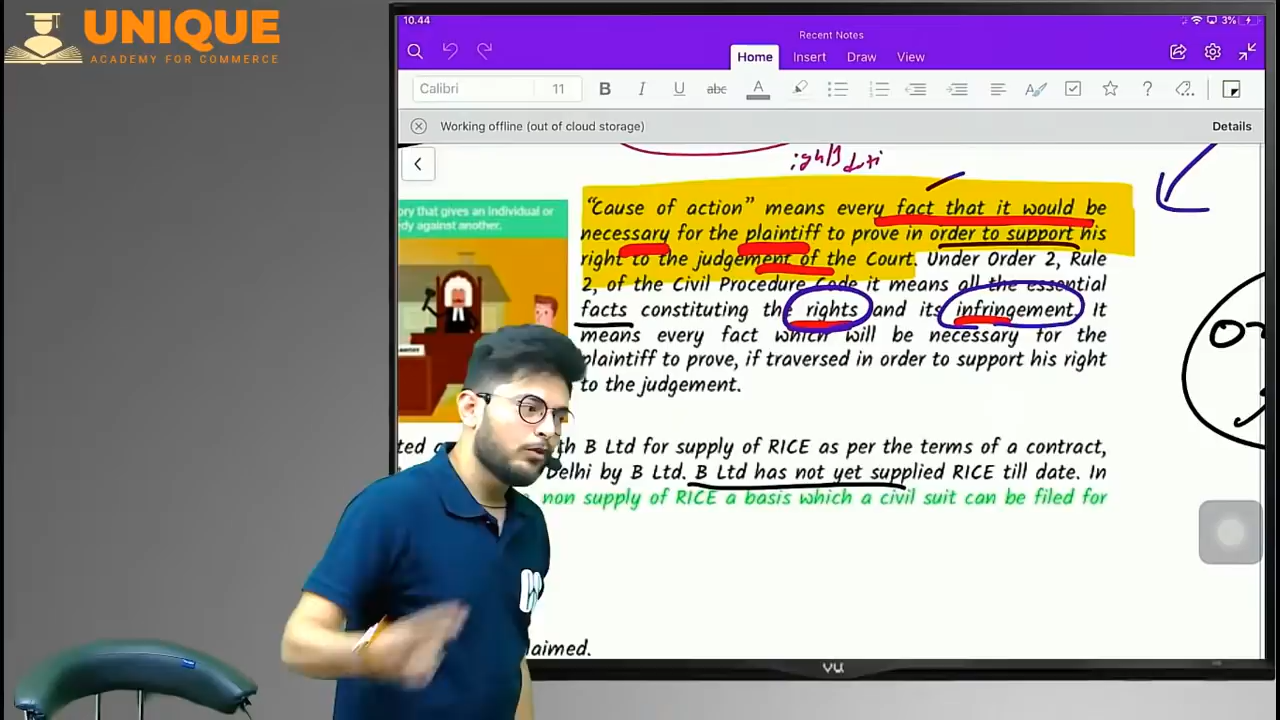 UNIQUE
ACADEMY FOR COMMERCE
10.44
3%
Recent Notes
Home Insert Draw View
Calibri 11 B I U abc A
Working offline (out of cloud storage) Details
ory that gives an individual or
dy against another.
“Cause of action” means every fact that it would be
necessary for the plaintiff to prove in order to support his
right to the judgement of the Court. Under Order 2, Rule
2, of the Civil Procedure Code it means all the essential
facts constituting the rights and its infringement. It
means every fact which will be necessary for the
plaintiff to prove, if traversed in order to support his right
to the judgement.
ted th B Ltd for supply of RICE as per the terms of a contract,
Delhi by B Ltd. B Ltd has not yet supplied RICE till date. In
non supply of RICE a basis which a civil suit can be filed for
laimed.
VU